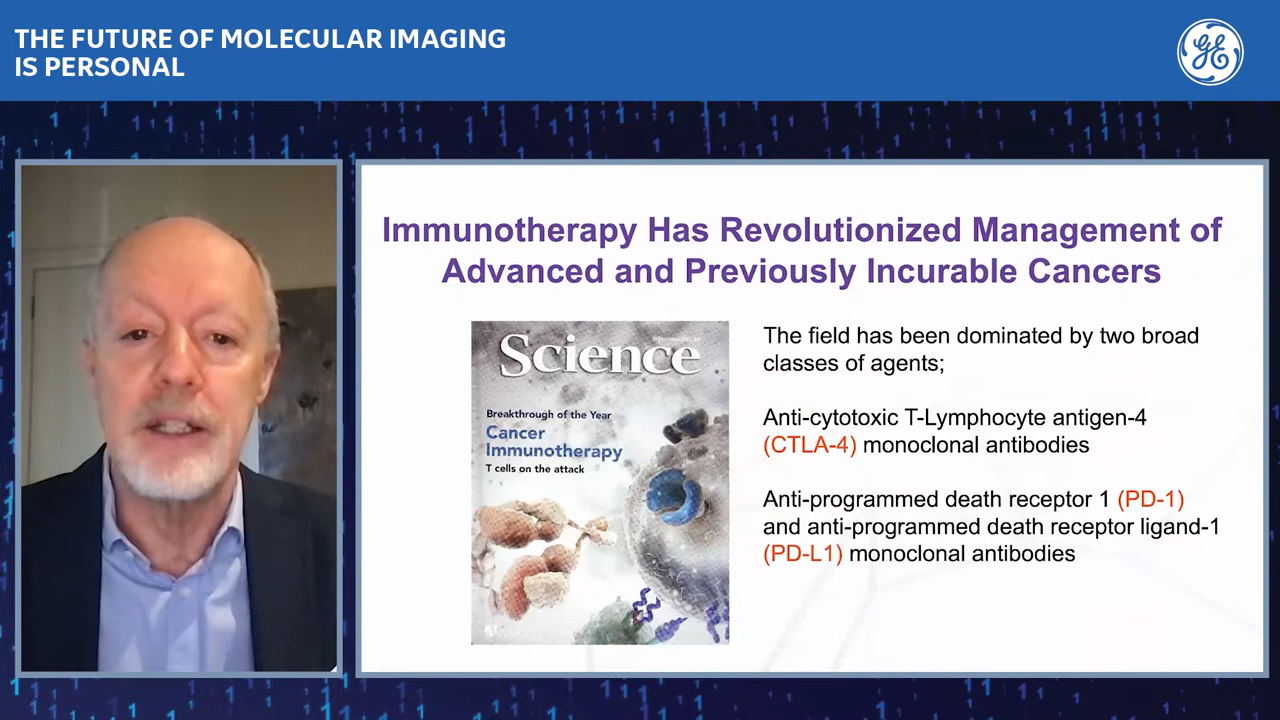 THE FUTURE OF MOLECULAR IMAGING
IS PERSONAL
GE
Immunotherapy Has Revolutionized Management of
Advanced and Previously Incurable Cancers
Science
Breakthrough of the Year
Cancer
Immunotherapy
T cells on the attack
The field has been dominated by two broad
classes of agents;
Anti-cytotoxic T-Lymphocyte antigen-4
(CTLA-4) monoclonal antibodies
Anti-programmed death receptor 1 (PD-1)
and anti-programmed death receptor ligand-1
(PD-L1) monoclonal antibodies